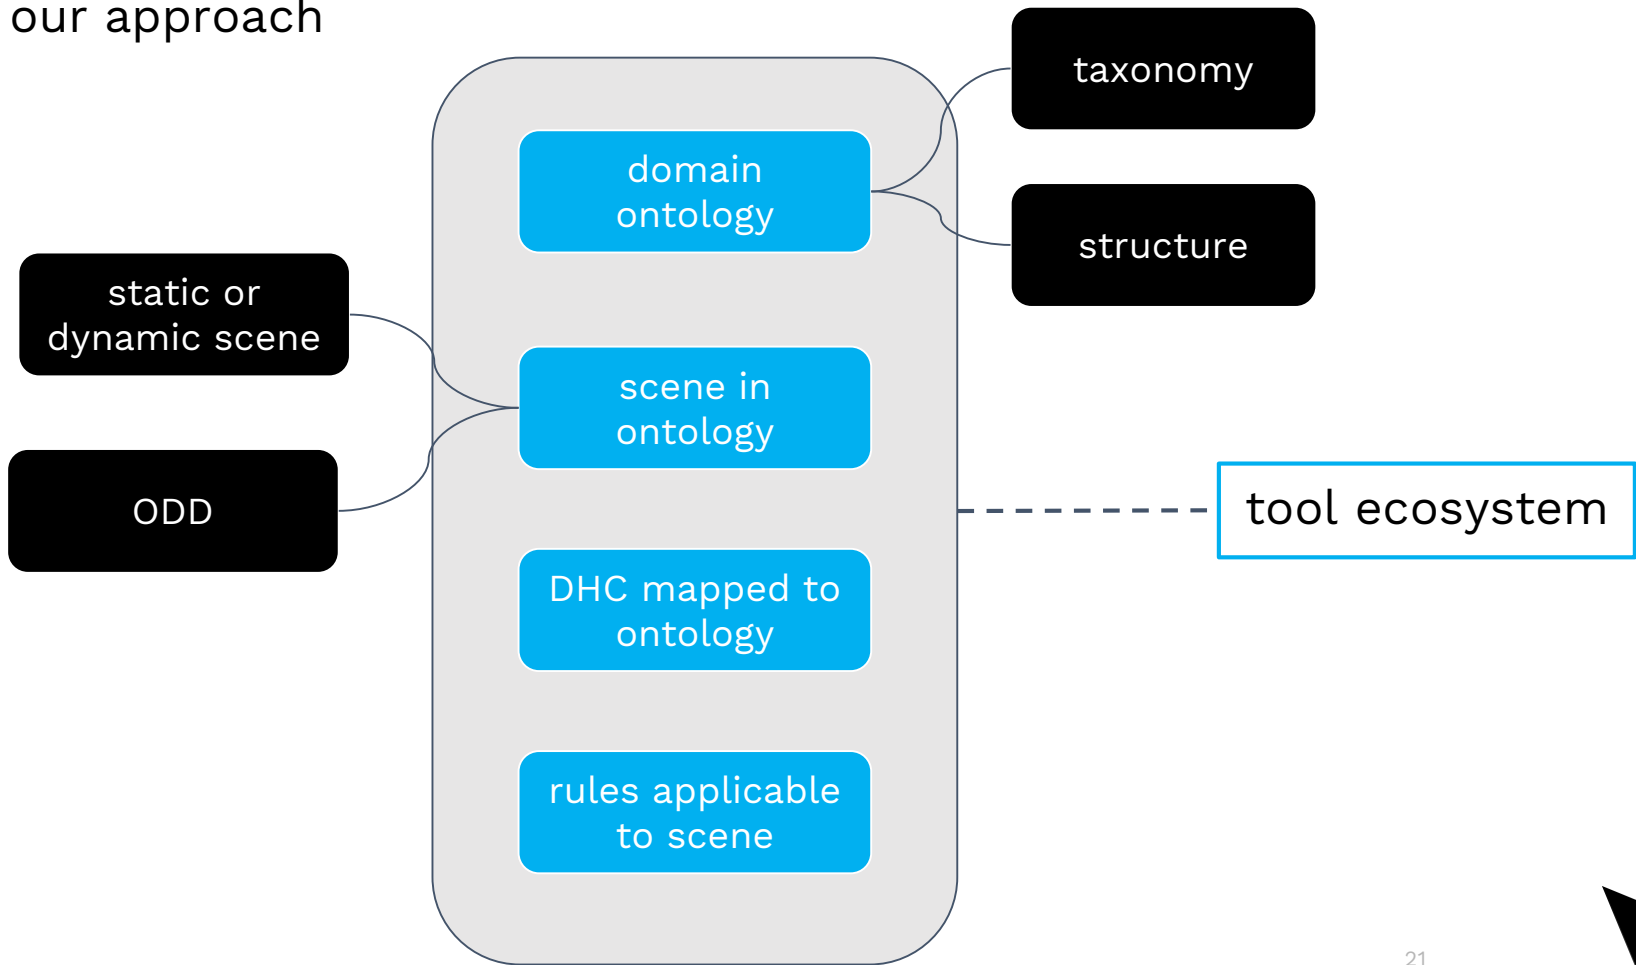 our approach
taxonomy
domain
ontology
structure
static or
dynamic scene
scene in
ontology
ODD
tool ecosystem
DHC mapped to
ontology
rules applicable
to scene
21